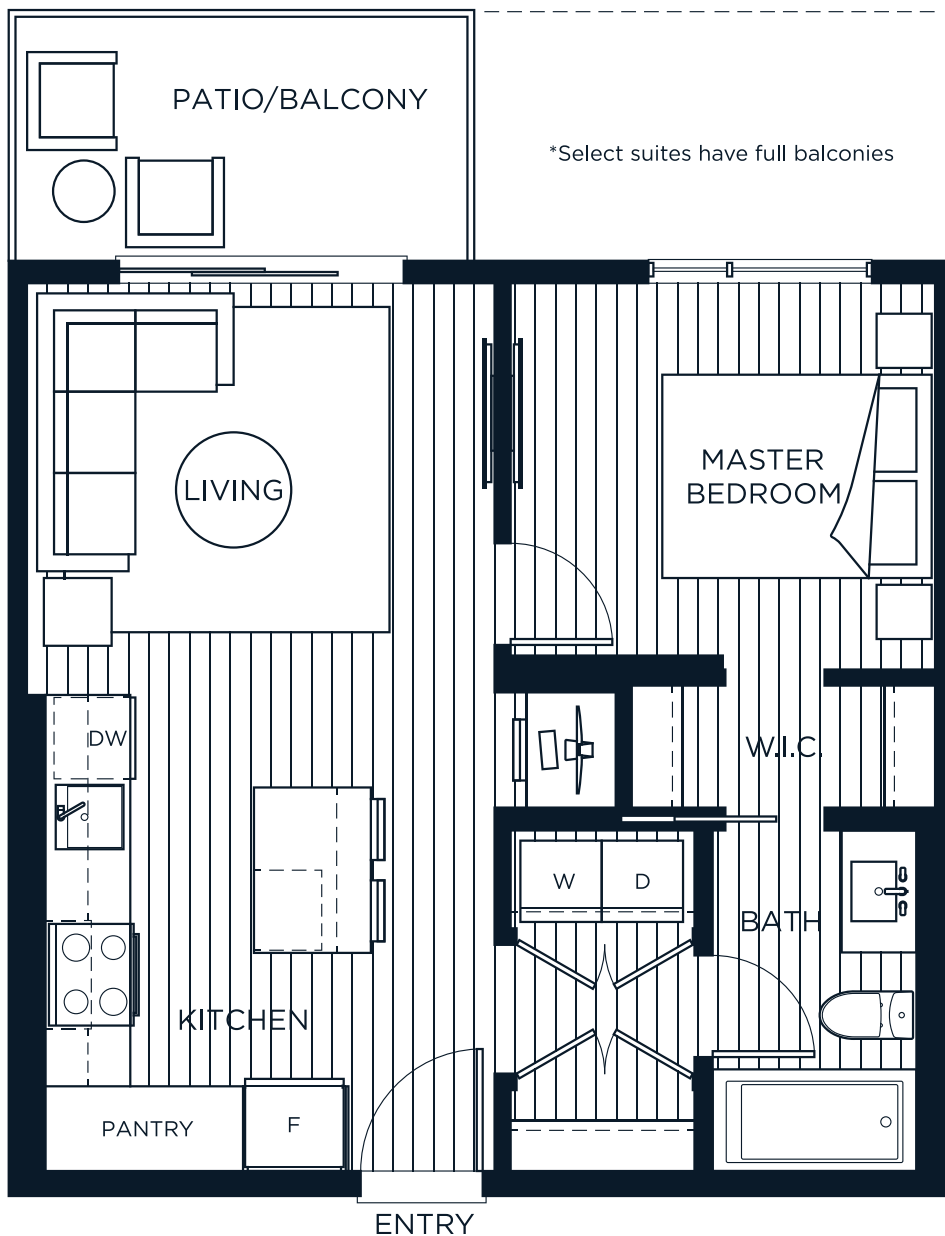 PATIO/BALCONY
*Select suites have full balconies
LIVING
MASTER
BEDROOM
DW
W.I.C.
W
D
BATH
KITCHEN
PANTRY
F
ENTRY